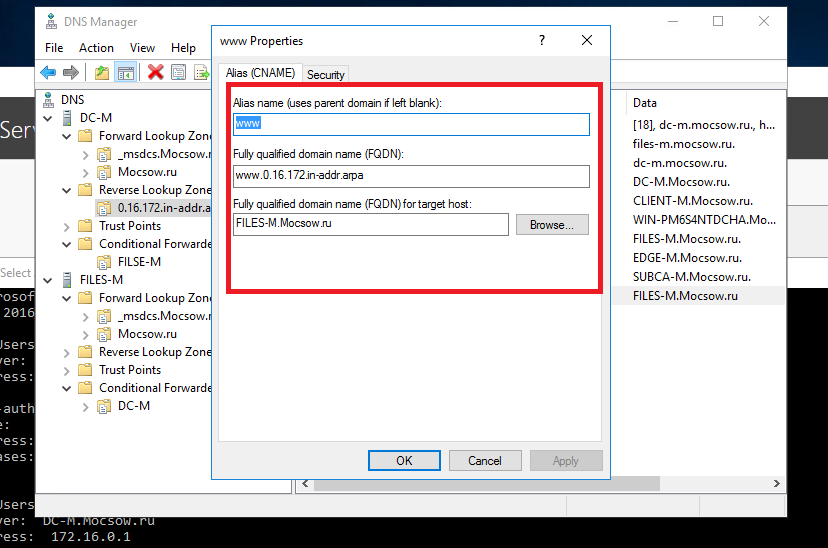 DNS Manager
File Action View Help
DNS
DC-M
Forward Lookup Zone
_msdcs.Mocsow.r
Mocsow.ru
Reverse Lookup Zone
0.16.172.in-addr.a
Trust Points
Conditional Forwarde
FILSE-M
FILES-M
Forward Lookup Zone
_msdcs.Mocsow.r
Mocsow.ru
Reverse Lookup Zone
Trust Points
Conditional Forwarde
DC-M
www Properties
?
Alias (CNAME) Security
Alias name (uses parent domain if left blank):
www
Fully qualified domain name (FQDN):
www.0.16.172.in-addr.arpa
Fully qualified domain name (FQDN) for target host:
FILES-M.Mocsow.ru
Browse...
OK Cancel Apply
Data
[18], dc-m.mocsow.ru., h...
files-m.mocsow.ru.
dc-m.mocsow.ru.
DC-M.Mocsow.ru.
CLIENT-M.Mocsow.ru.
WIN-PM6S4NTDCHA.Mo...
FILES-M.Mocsow.ru.
EDGE-M.Mocsow.ru.
SUBCA-M.Mocsow.ru.
FILES-M.Mocsow.ru
Serv
Select
rosof
2016
Users
ver:
ress:
-auth
e:
ress:
ases:
Users
ver: DC-M.Mocsow.ru
ress: 172.16.0.1